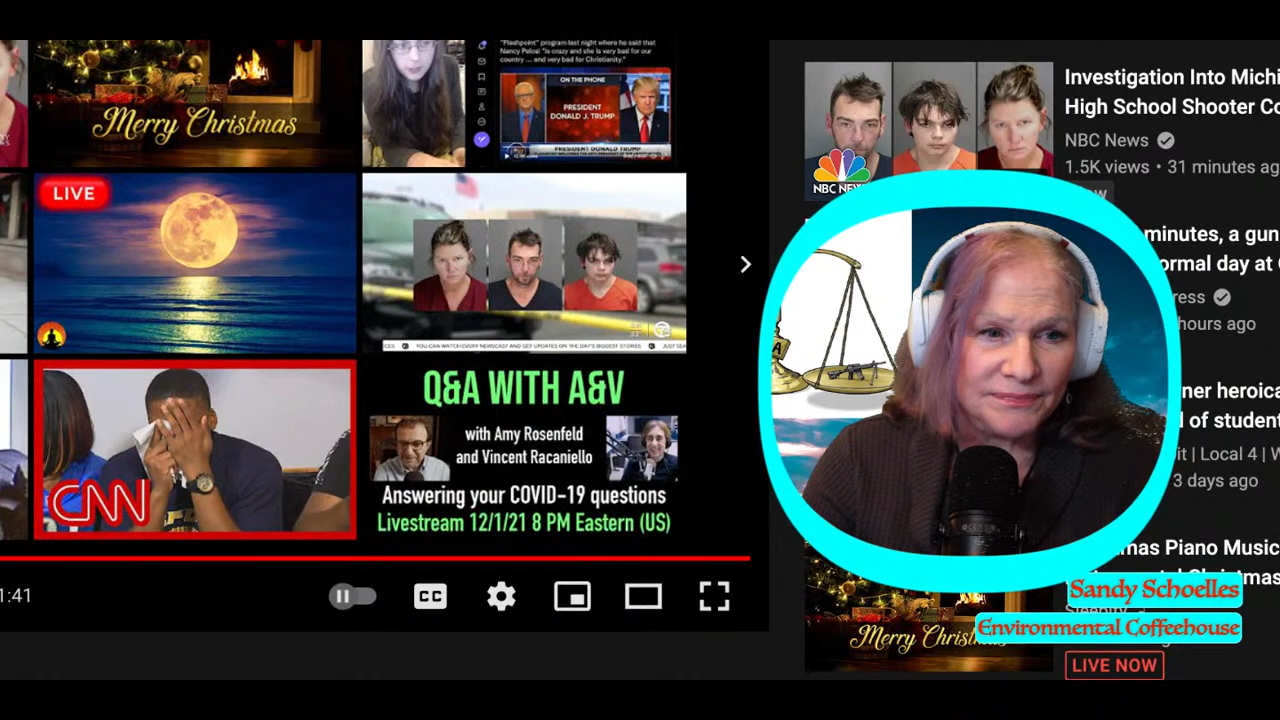 "Flashpoint" program last night where he said that
Nancy Pelosi "is crazy and she is very bad for our
country ... and very bad for Christianity."
ON THE PHONE
PRESIDENT
DONALD J. TRUMP
PRESIDENT DONALD TRUMP
Merry Christmas
LIVE
YOU CAN WATCH EVERY NEWSCAST AND GET UPDATES ON THE DAY'S BIGGEST STORIES
CNN
Q&A WITH A&V
with Amy Rosenfeld
and Vincent Racaniello
Answering your COVID-19 questions
Livestream 12/1/21 8 PM Eastern (US)
1:41
CC
Investigation Into Michi
High School Shooter Co
NBC News
1.5K views • 31 minutes ag
NBC NEW
minutes, a gun
ormal day at
ress
hours ago
ner heroica
d of student
it | Local 4 | W
3 days ago
mas Piano Music
Sandy Schoelles
Environmental Coffeehouse
Merry Chris
LIVE NOW